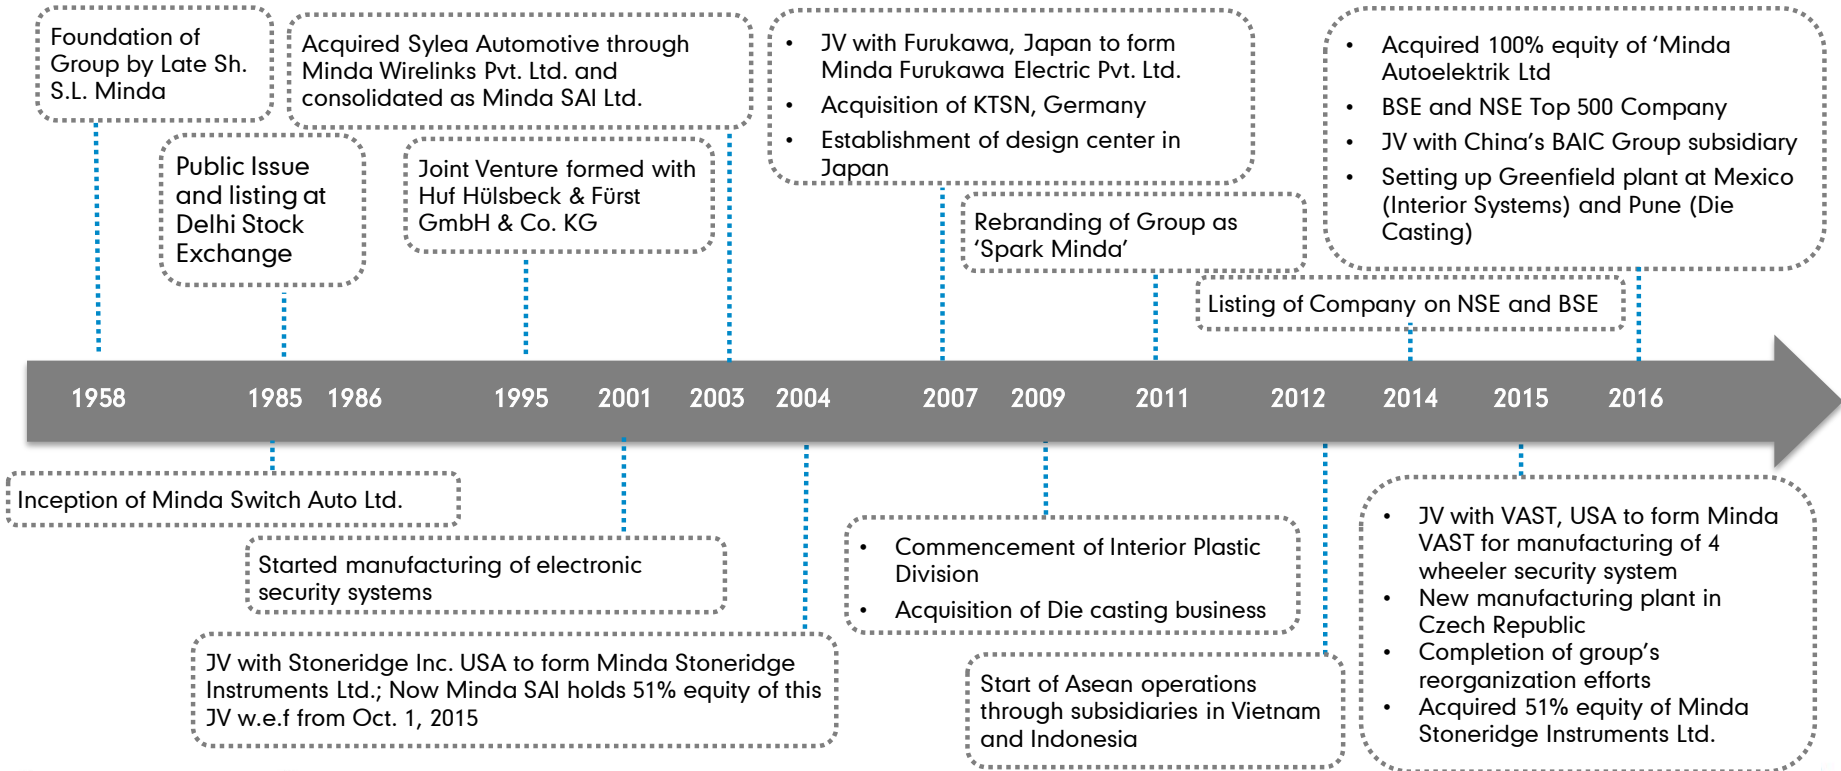 Foundation of
Group by Late Sh.
S.L. Minda
Acquired Sylea Automotive through
Minda Wirelinks Pvt. Ltd. and
consolidated as Minda SAI Ltd.
• JV with Furukawa, Japan to form
Minda Furukawa Electric Pvt. Ltd.
• Acquisition of KTSN, Germany
• Establishment of design center in
Japan
• Acquired 100% equity of ‘Minda
Autoelektrik Ltd
• BSE and NSE Top 500 Company
• JV with China’s BAIC Group subsidiary
• Setting up Greenfield plant at Mexico
(Interior Systems) and Pune (Die
Casting)
Public Issue
and listing at
Delhi Stock
Exchange
Joint Venture formed with
Huf Hülsbeck & Fürst
GmbH & Co. KG
Rebranding of Group as
‘Spark Minda’
Listing of Company on NSE and BSE
1958 1985 1986 1995 2001 2003 2004 2007 2009 2011 2012 2014 2015 2016
Inception of Minda Switch Auto Ltd.
Started manufacturing of electronic
security systems
JV with Stoneridge Inc. USA to form Minda Stoneridge
Instruments Ltd.; Now Minda SAI holds 51% equity of this
JV w.e.f from Oct. 1, 2015
• Commencement of Interior Plastic
Division
• Acquisition of Die casting business
Start of Asean operations
through subsidiaries in Vietnam
and Indonesia
• JV with VAST, USA to form Minda
VAST for manufacturing of 4
wheeler security system
• New manufacturing plant in
Czech Republic
• Completion of group’s
reorganization efforts
• Acquired 51% equity of Minda
Stoneridge Instruments Ltd.